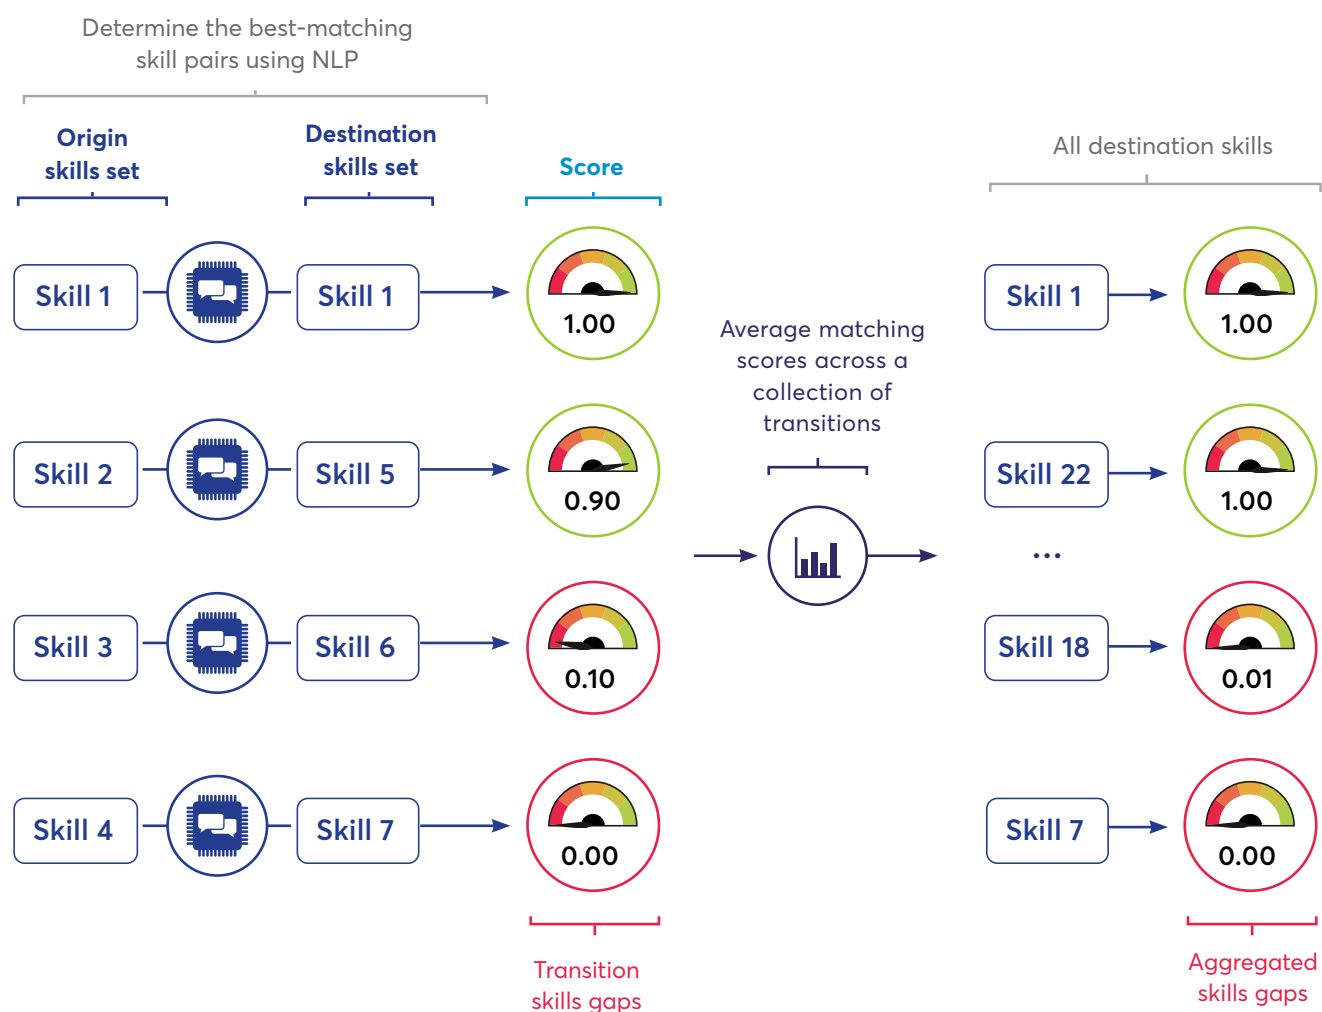 Determine the best-matching
skill pairs using NLP
Origin
skills set
Destination
skills set
Score
All destination skills
Skill 1
Skill 1
1.00
Skill 2
Skill 5
0.90
Skill 3
Skill 6
0.10
Skill 4
Skill 7
0.00
Transition
skills gaps
Average matching
scores across a
collection of
transitions
Skill 1
1.00
Skill 22
1.00
...
Skill 18
0.01
Skill 7
0.00
Aggregated
skills gaps